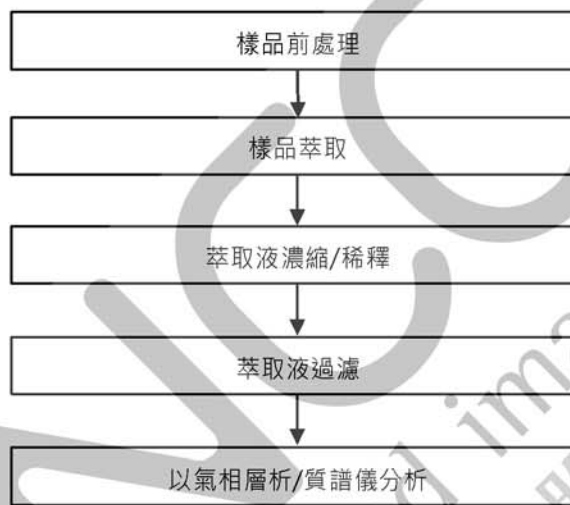 樣品前處理
樣品萃取
萃取液濃縮/稀釋
萃取液過濾
以氣相層析/質譜儀分析